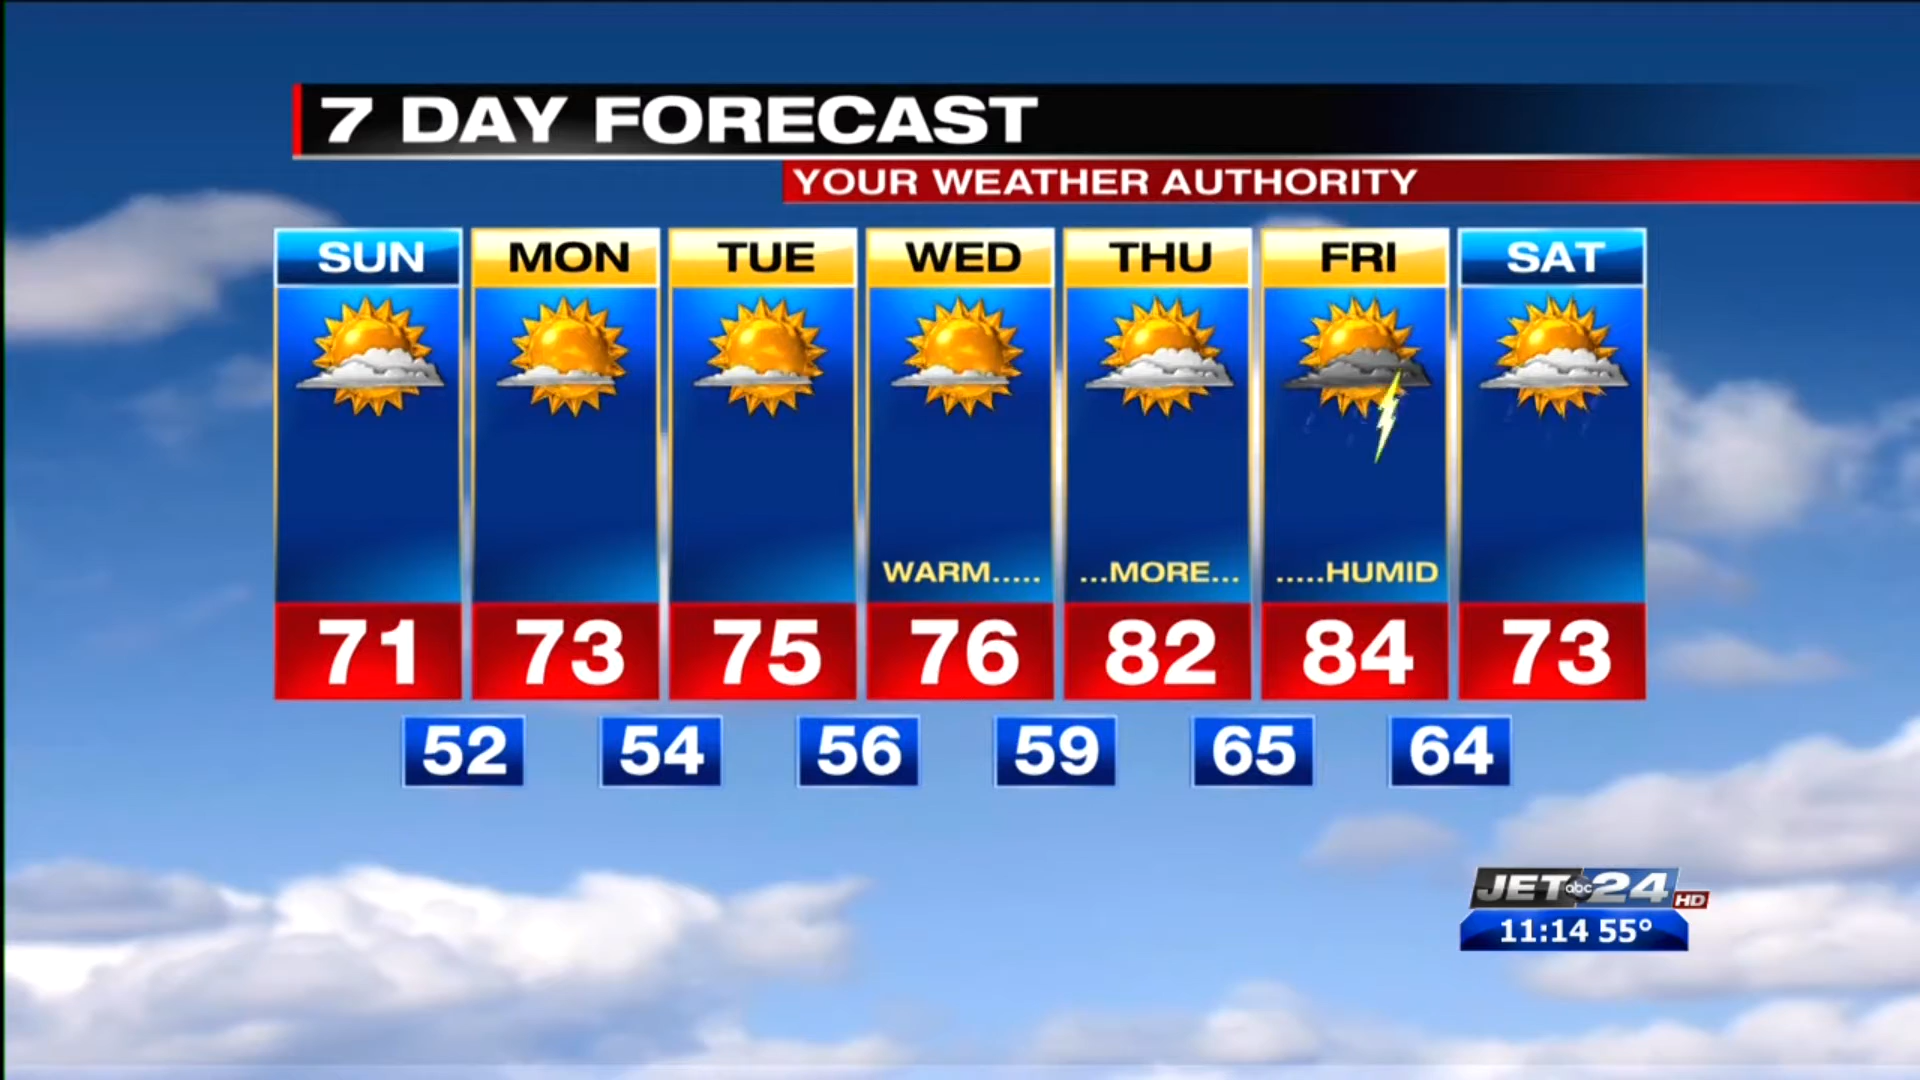 7 DAY FORECAST
YOUR WEATHER AUTHORITY
SUN MON TUE WED THU FRI SAT
WARM..... ...MORE... .....HUMID
71 73 75 76 82 84 73
52 54 56 59 65 64
JET abc 24 HD
11:14 55°